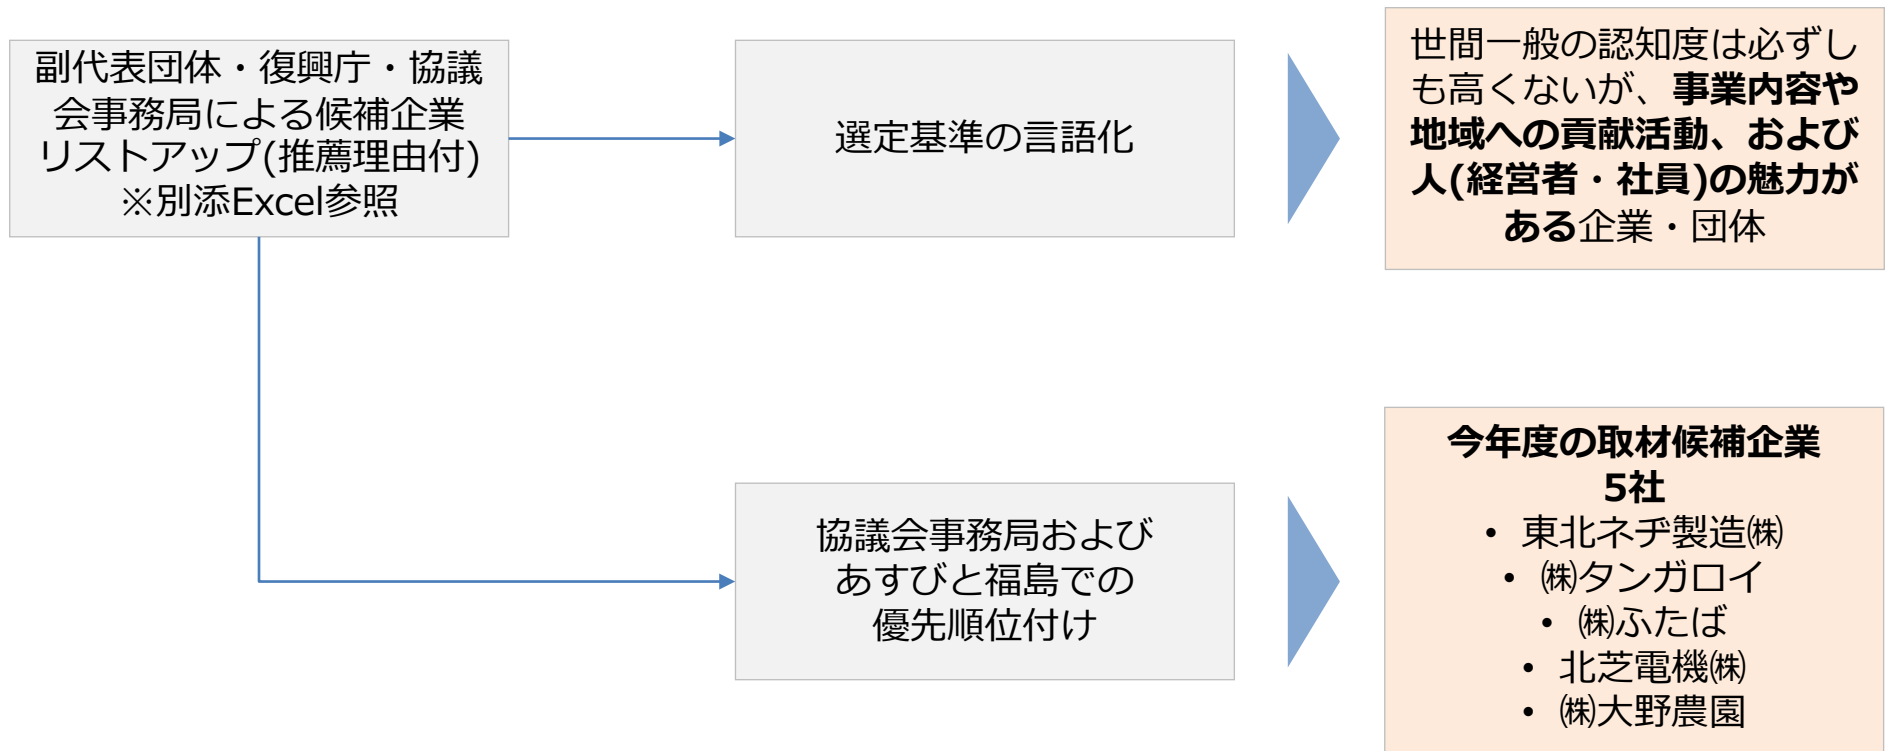 副代表団体・復興庁・協議
会事務局による候補企業
リストアップ(推薦理由付)
※別添Excel参照
選定基準の言語化
世間一般の認知度は必ずし
も高くないが、事業内容や
地域への貢献活動、および
人(経営者・社員)の魅力が
ある企業・団体
協議会事務局および
あすびと福島での
優先順位付け
今年度の取材候補企業
5社
• 東北ネヂ製造㈱
• ㈱タンガロイ
• ㈱ふたば
• 北芝電機㈱
• ㈱大野農園